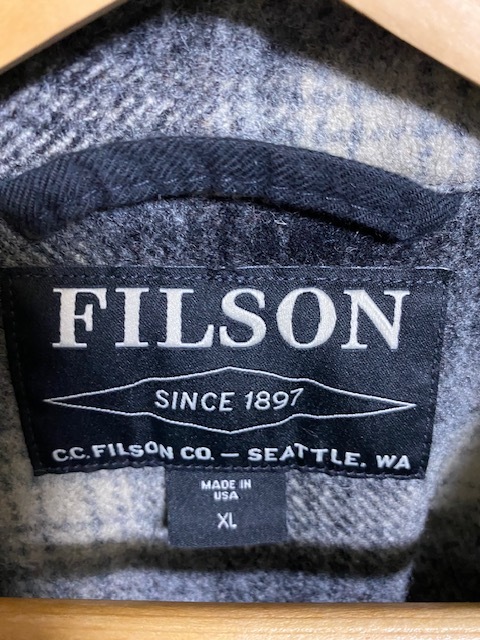 FILSON
SINCE 1897
C.C. FILSON CO. — SEATTLE, WA
MADE IN
USA
XL